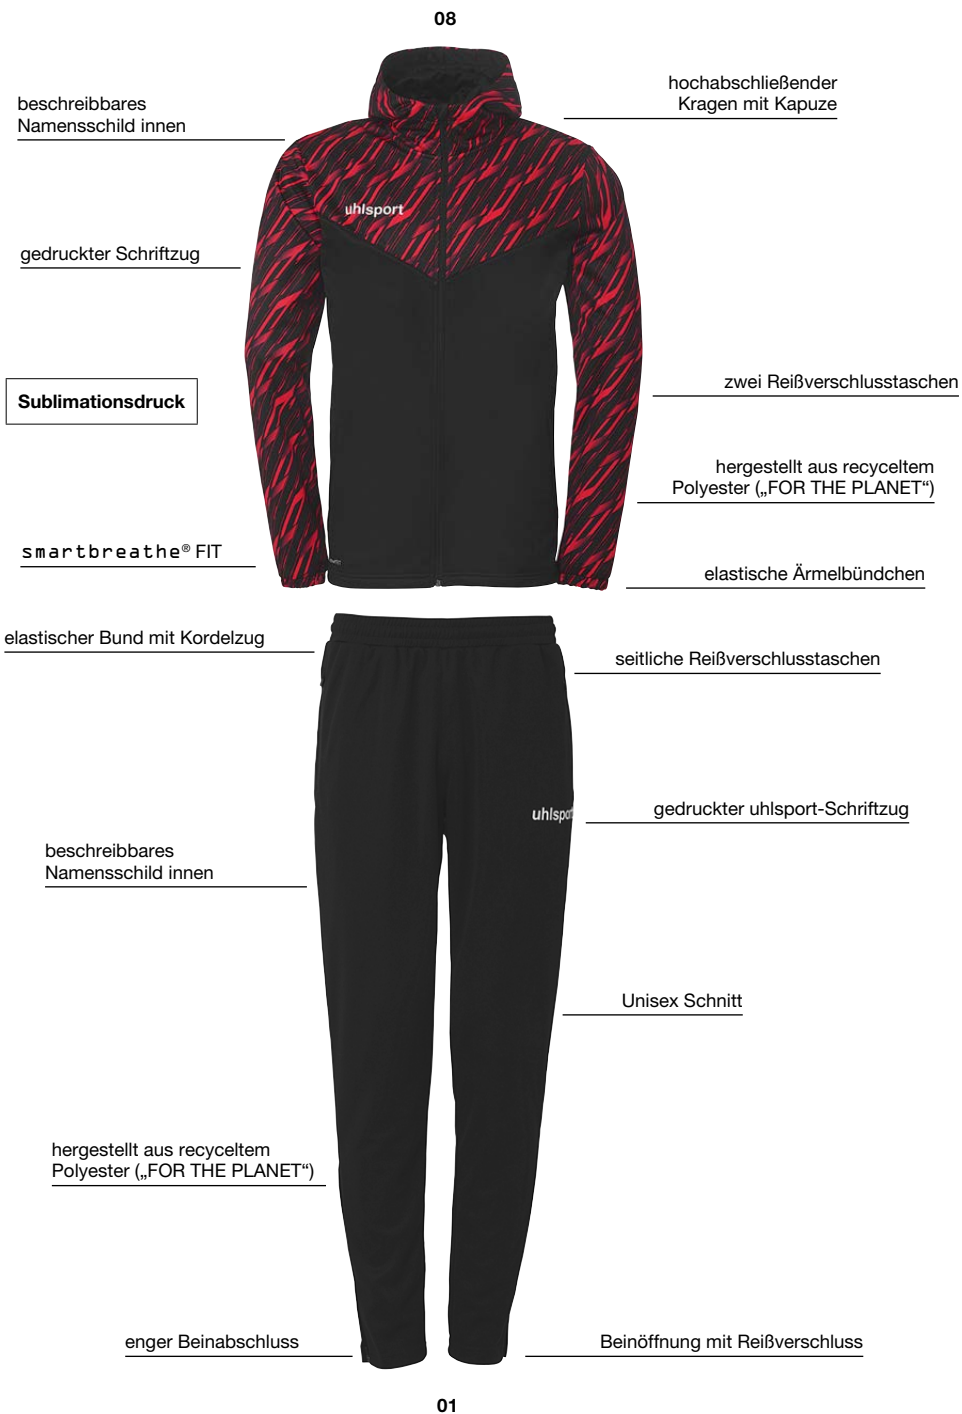 08
beschreibbares
Namensschild innen
hochabschließender
Kragen mit Kapuze
uhlsport
gedruckter Schriftzug
zwei Reißverschlusstaschen
Sublimationsdruck
hergestellt aus recyceltem
Polyester („FOR THE PLANET“)
smartbreathe® FIT
elastische Ärmelbündchen
elastischer Bund mit Kordelzug
seitliche Reißverschlusstaschen
gedruckter uhlsport-Schriftzug
uhlsport
beschreibbares
Namensschild innen
Unisex Schnitt
hergestellt aus recyceltem
Polyester („FOR THE PLANET“)
enger Beinabschluss
Beinöffnung mit Reißverschluss
01